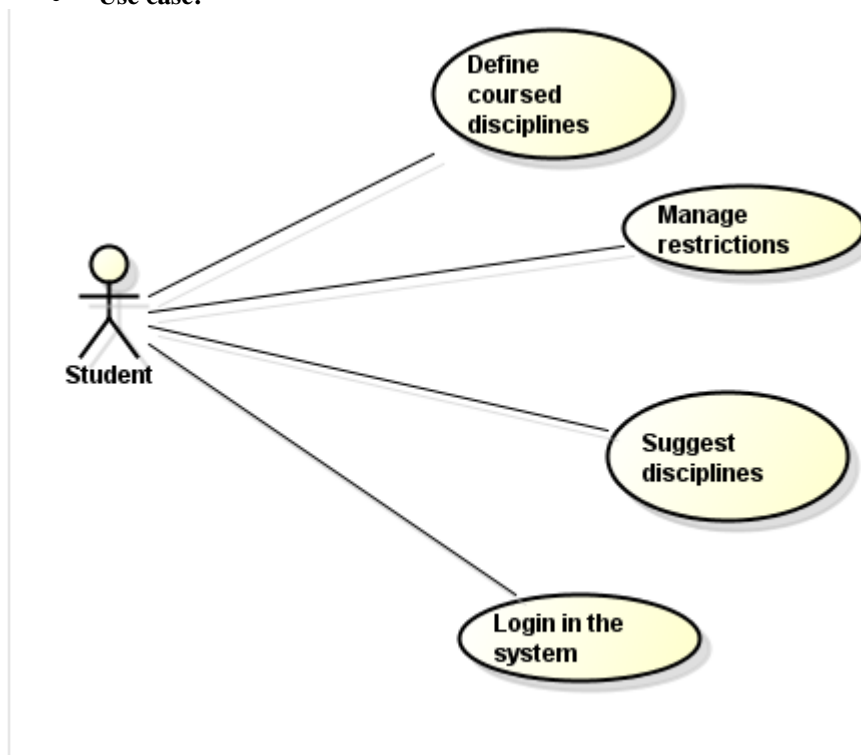 Use case:
Define
coursed
disciplines
Manage
restrictions
Student
Suggest
disciplines
Login in the
system